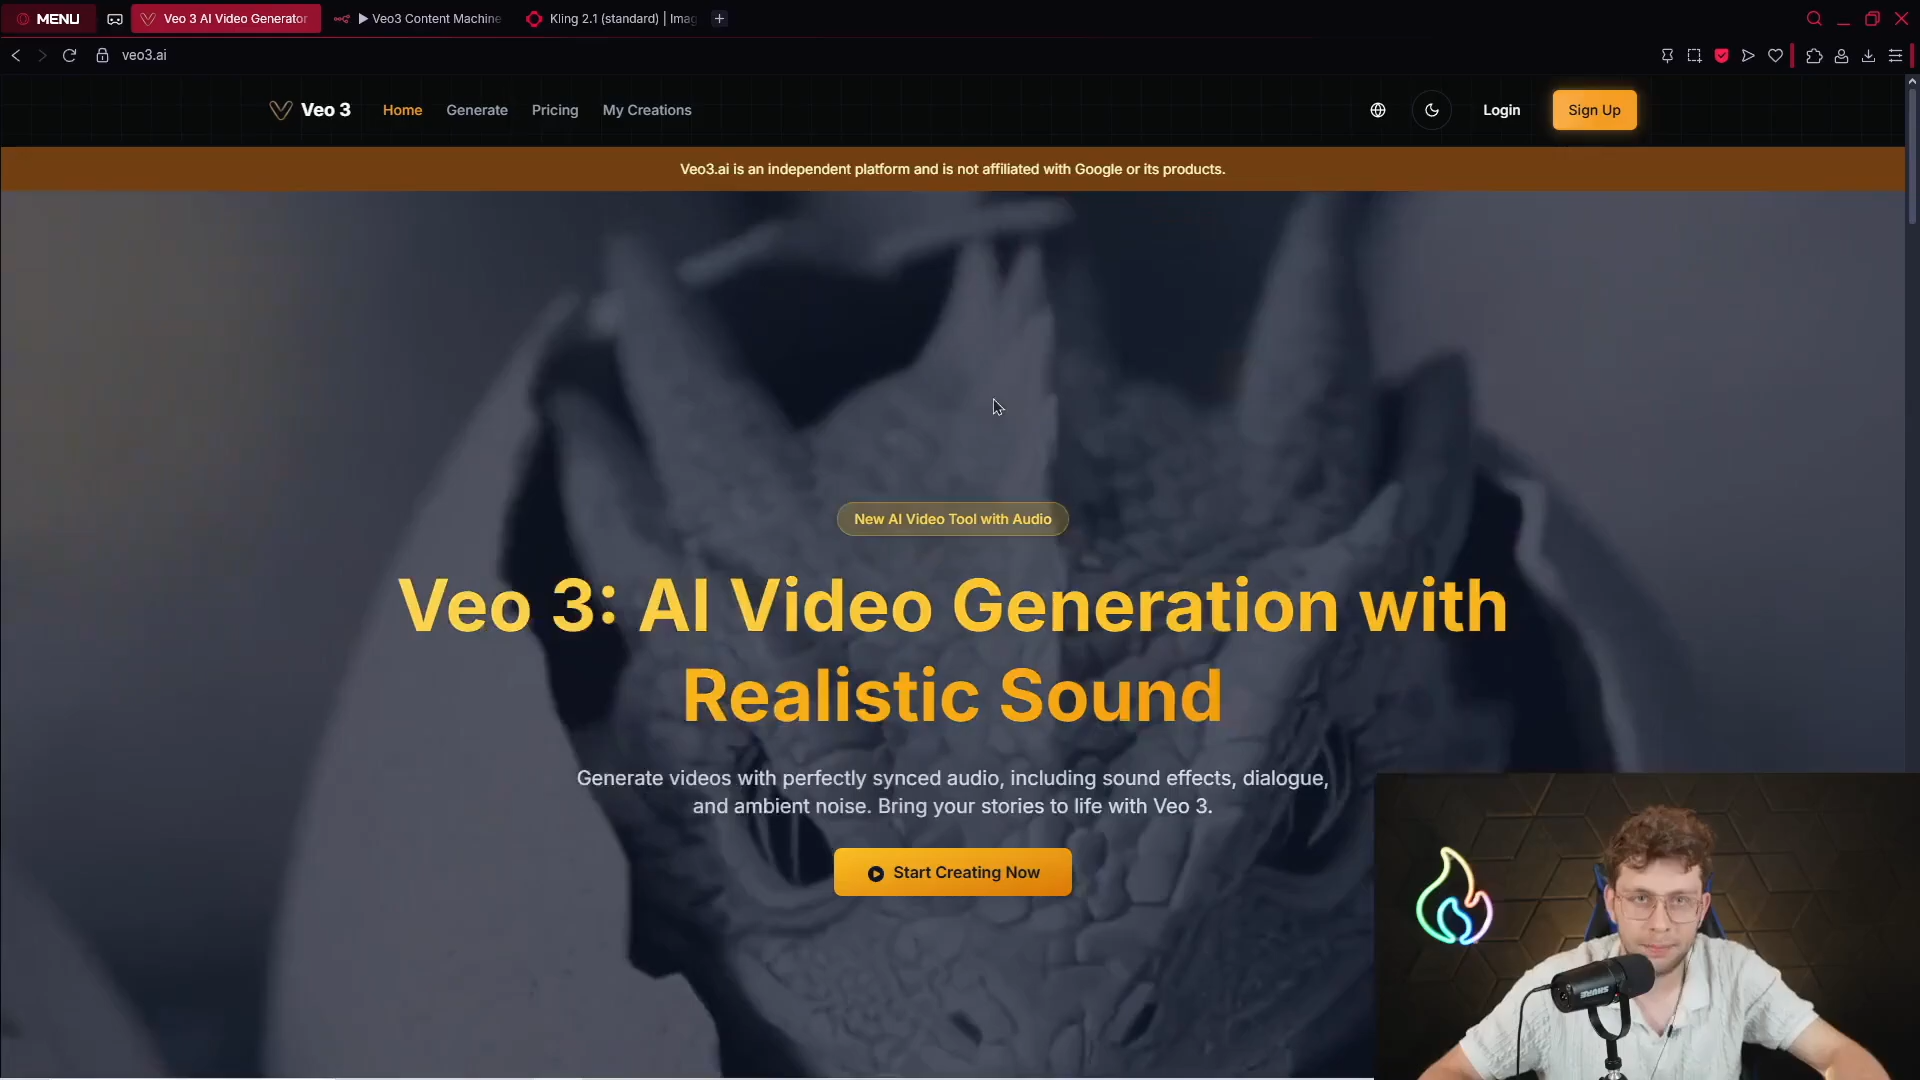 MENU
Veo 3 AI Video Generator
▶ Veo3 Content Machine
Kling 2.1 (standard) | Imag
veo3.ai
Veo 3
Home
Generate
Pricing
My Creations
Login
Sign Up
Veo3.ai is an independent platform and is not affiliated with Google or its products.
New AI Video Tool with Audio
Veo 3: AI Video Generation with
Realistic Sound
Generate videos with perfectly synced audio, including sound effects, dialogue,
and ambient noise. Bring your stories to life with Veo 3.
Start Creating Now
SHURE